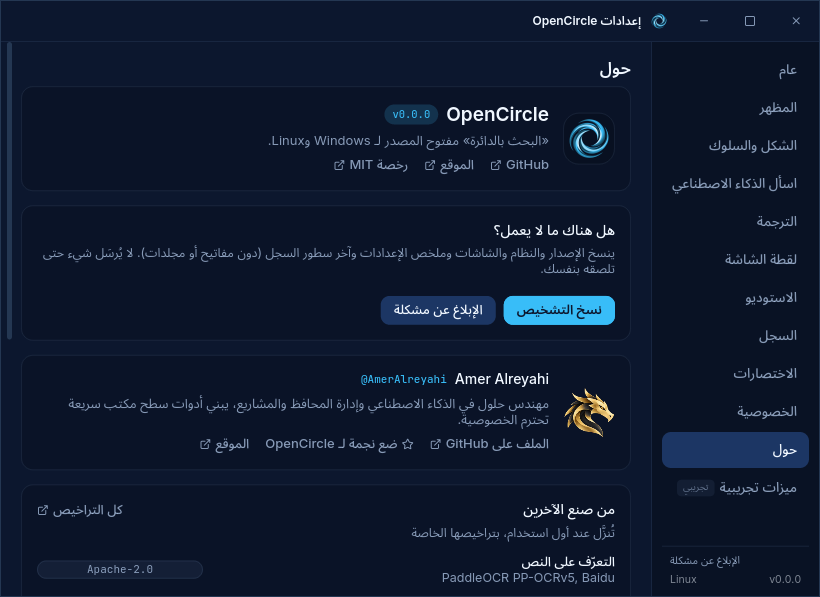 إعدادات OpenCircle
عام
المظهر
الشكل والسلوك
اسأل الذكاء الاصطناعي
الترجمة
لقطة الشاشة
الاستوديو
السجل
الاختصارات
الخصوصية
حول
ميزات تجريبية تجريبي
الإبلاغ عن مشكلة
Linux v0.0.0
حول
OpenCircle v0.0.0
«البحث بالدائرة» مفتوح المصدر لـ Windows وLinux.
GitHub الموقع رخصة MIT
هل هناك ما لا يعمل؟
ينسخ الإصدار والنظام والشاشات وملخص الإعدادات وآخر سطور السجل (دون مفاتيح أو مجلدات). لا يُرسَل شيء حتى
تلصقه بنفسك.
نسخ التشخيص الإبلاغ عن مشكلة
Amer Alreyahi @AmerAlreyahi
مهندس حلول في الذكاء الاصطناعي وإدارة المحافظ والمشاريع، يبني أدوات سطح مكتب سريعة
تحترم الخصوصية.
الملف على GitHub ضع نجمة لـ OpenCircle الموقع
من صنع الآخرين كل التراخيص
تُنزَّل عند أول استخدام، بتراخيصها الخاصة
التعرّف على النص
PaddleOCR PP-OCRv5, Baidu
Apache-2.0